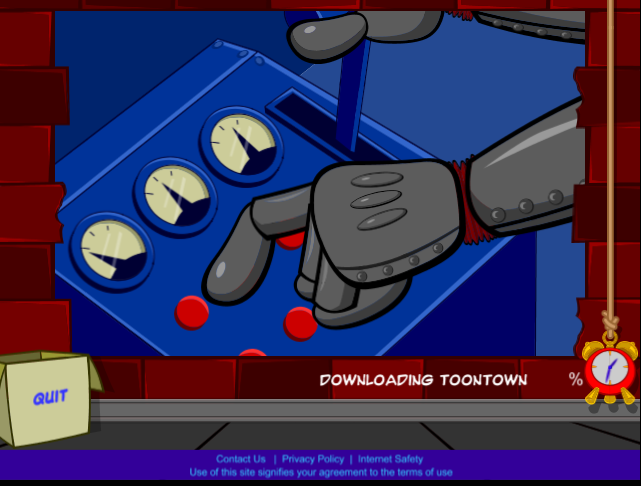 QUIT
DOWNLOADING TOONTOWN %
Contact Us | Privacy Policy | Internet Safety
Use of this site signifies your agreement to the terms of use